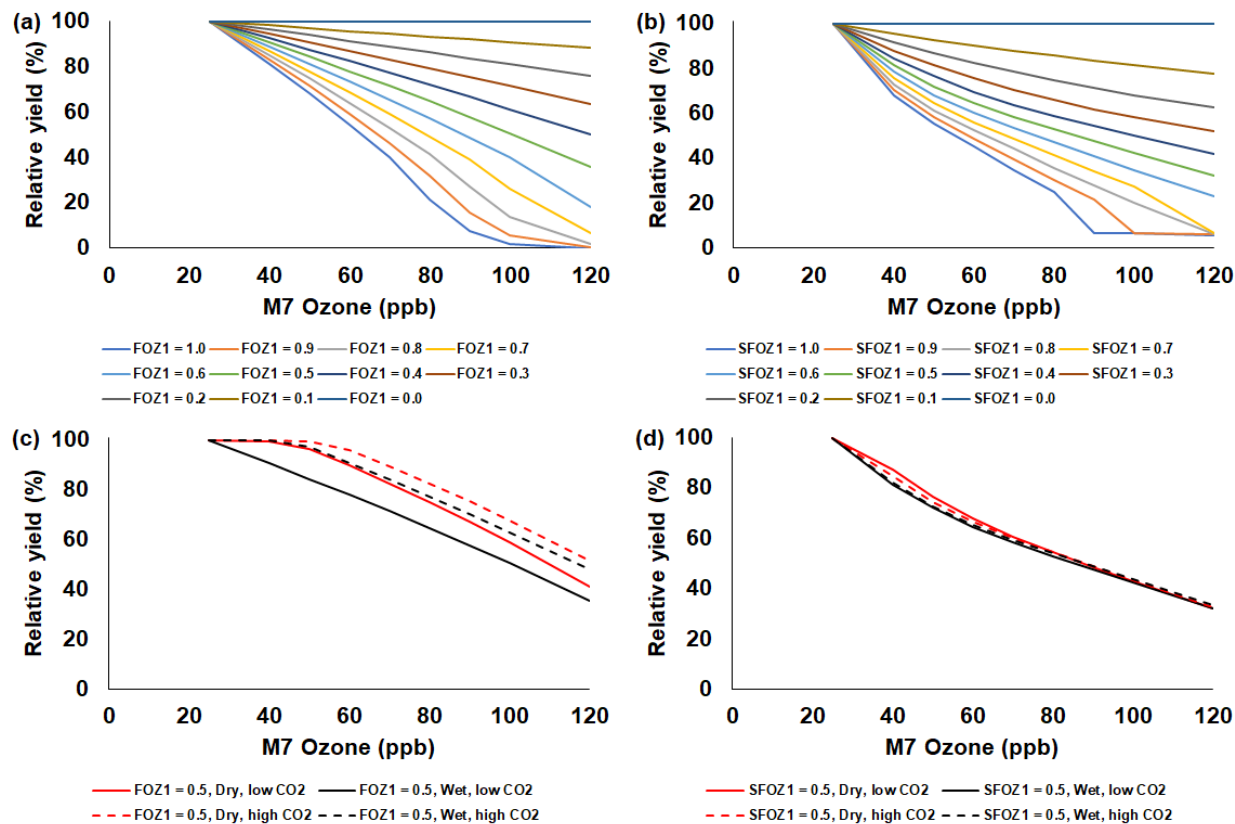 (a)
Relative yield (%)
100
80
60
40
20
0
0 20 40 60 80 100 120
M7 Ozone (ppb)
FOZ1 = 1.0 FOZ1 = 0.9 FOZ1 = 0.8 FOZ1 = 0.7
FOZ1 = 0.6 FOZ1 = 0.5 FOZ1 = 0.4 FOZ1 = 0.3
FOZ1 = 0.2 FOZ1 = 0.1 FOZ1 = 0.0
(b)
Relative yield (%)
100
80
60
40
20
0
0 20 40 60 80 100 120
M7 Ozone (ppb)
SFOZ1 = 1.0 SFOZ1 = 0.9 SFOZ1 = 0.8 SFOZ1 = 0.7
SFOZ1 = 0.6 SFOZ1 = 0.5 SFOZ1 = 0.4 SFOZ1 = 0.3
SFOZ1 = 0.2 SFOZ1 = 0.1 SFOZ1 = 0.0
(c)
Relative yield (%)
100
80
60
40
20
0
0 20 40 60 80 100 120
M7 Ozone (ppb)
FOZ1 = 0.5, Dry, low CO2 FOZ1 = 0.5, Wet, low CO2
FOZ1 = 0.5, Dry, high CO2 FOZ1 = 0.5, Wet, high CO2
(d)
Relative yield (%)
100
80
60
40
20
0
0 20 40 60 80 100 120
M7 Ozone (ppb)
SFOZ1 = 0.5, Dry, low CO2 SFOZ1 = 0.5, Wet, low CO2
SFOZ1 = 0.5, Dry, high CO2 SFOZ1 = 0.5, Wet, high CO2